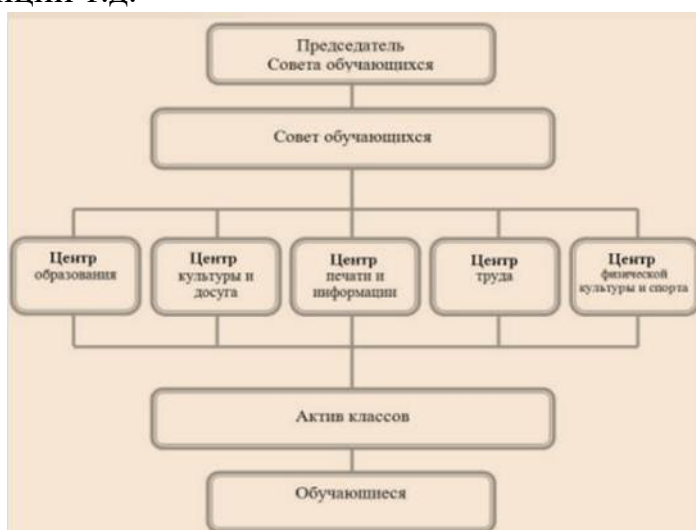 Председатель
Совета обучающихся
Совет обучающихся
Центр
образования
Центр
культуры и
досуга
Центр
печати и
информации
Центр
труда
Центр
физической
культуры и спорта
Актив классов
Обучающиеся